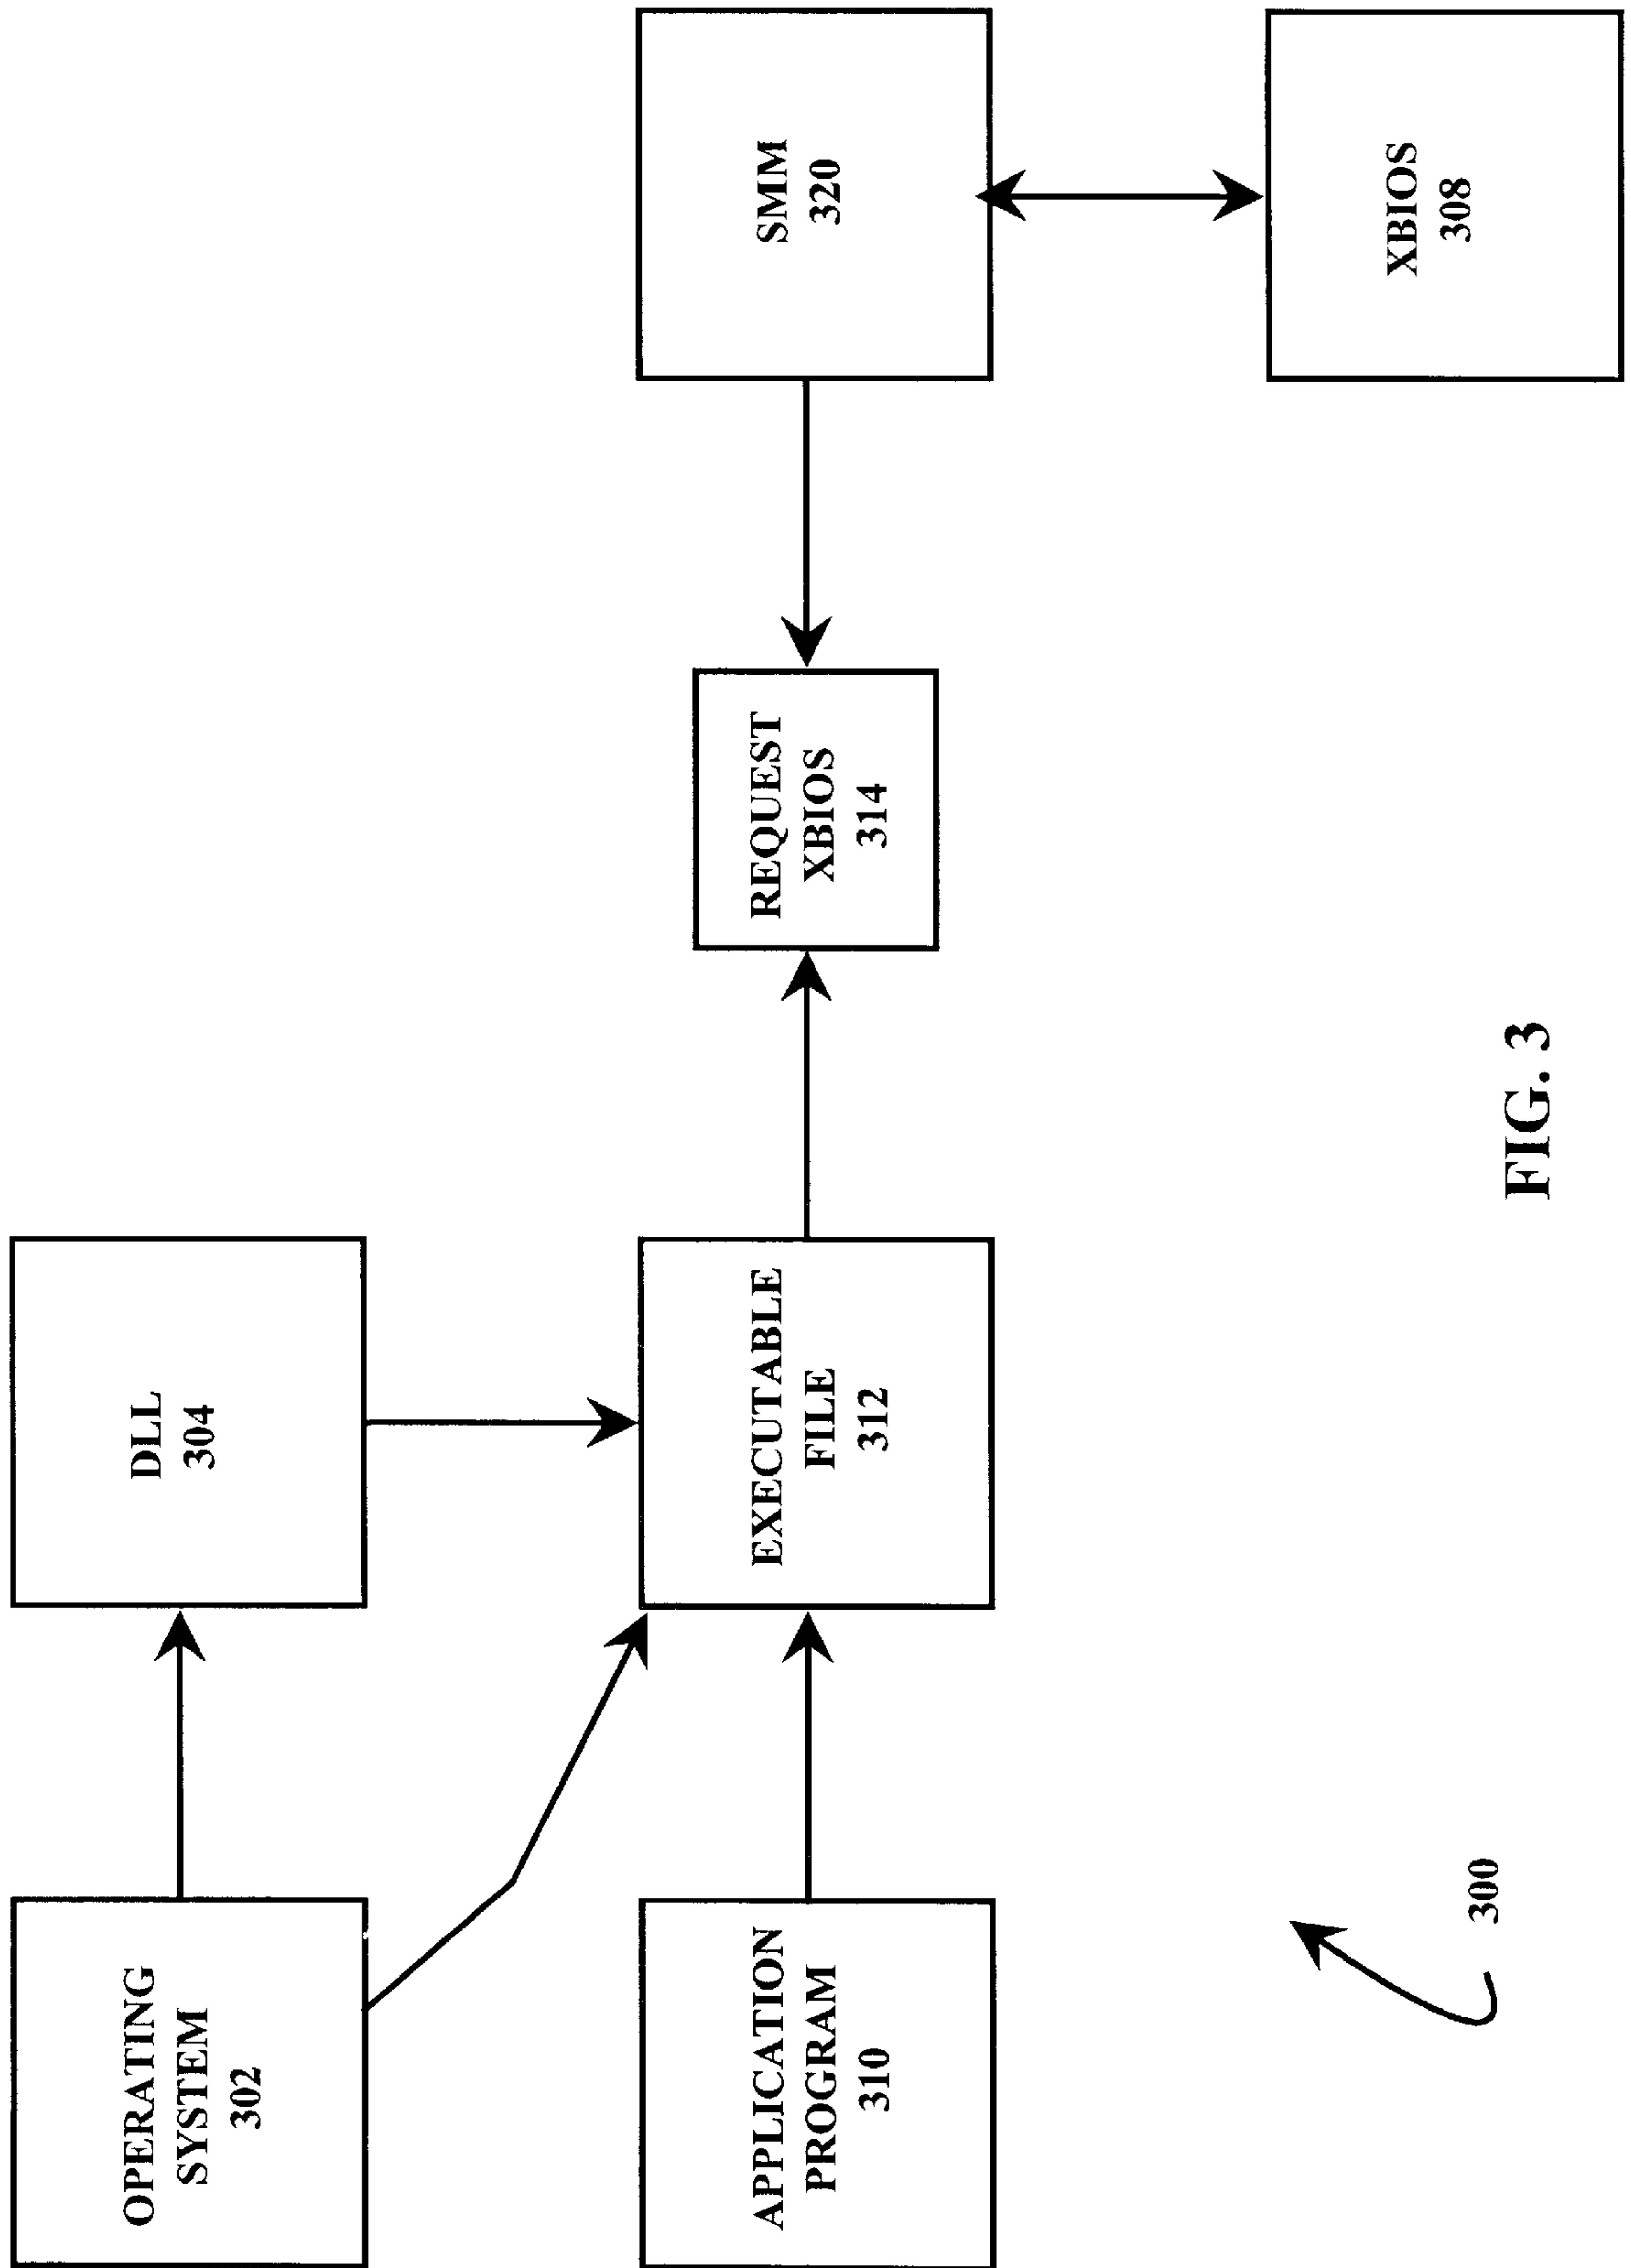 OPERATING
SYSTEM
302
DLL
304
APPLICATION
PROGRAM
310
EXECUTABLE
FILE
312
REQUEST
XBIOS
314
SMM
320
XBIOS
308
300
FIG. 3